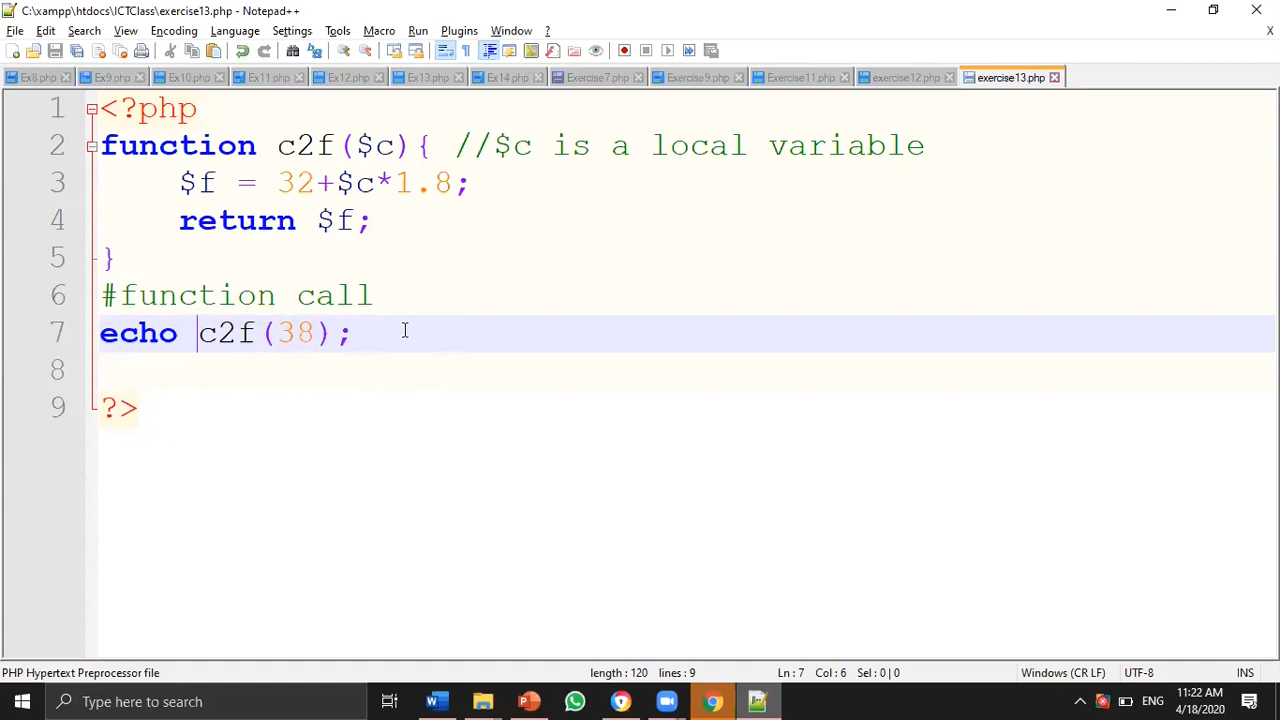 C:\xampp\htdocs\ICTClass\exercise13.php - Notepad++
File Edit Search View Encoding Language Settings Tools Macro Run Plugins Window ? X
Ex8.php Ex9.php Ex10.php Ex11.php Ex12.php Ex13.php Ex14.php Exercise7.php Exercise9.php Exercise11.php exercise12.php exercise13.php
1 <?php
2 function c2f($c){ //$c is a local variable
3 $f = 32+$c*1.8;
4 return $f;
5 }
6 #function call
7 echo c2f(38);
8
9 ?>
PHP Hypertext Preprocessor file length : 120 lines : 9 Ln : 7 Col : 6 Sel : 0 | 0 Windows (CR LF) UTF-8 INS
Type here to search ENG 11:22 AM
4/18/2020